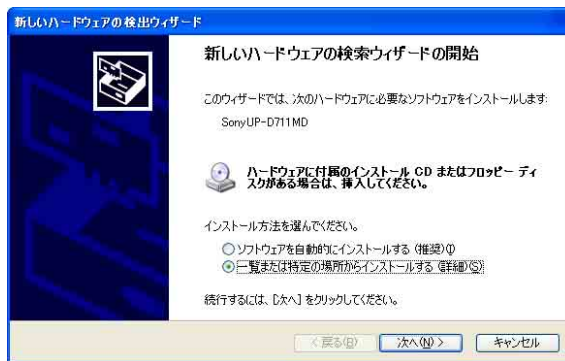 新しいハードウェアの検出ウィザード
新しいハードウェアの検索ウィザードの開始
このウィザードでは、次のハードウェアに必要なソフトウェアをインストールします:
SonyUP-D711MD
ハードウェアに付属のインストール CD またはフロッピー ディ
スクがある場合は、挿入してください。
インストール方法を選んでください。
ソフトウェアを自動的にインストールする (推奨)(I)
一覧または特定の場所からインストールする (詳細)(S)
続行するには、[次へ] をクリックしてください。
< 戻る(B) 次へ(N) > キャンセル